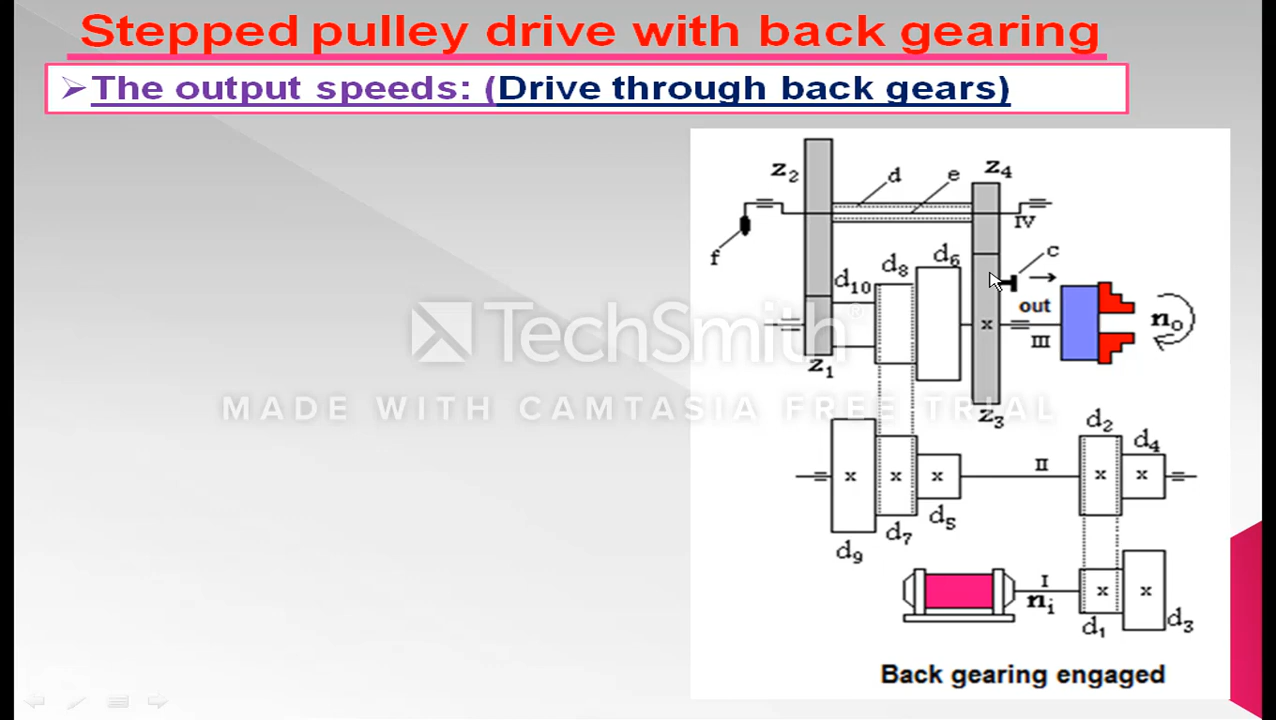 Stepped pulley drive with back gearing
➢ The output speeds: (Drive through back gears)
z2 d e z4
f IV
c
d10 d8 d6
out
x III no
z1
z3
d2 d4
x x x II x x
d9 d7 d5
I
ni x x
d1 d3
Back gearing engaged
TechSmith®
MADE WITH CAMTASIA FREE TRIAL